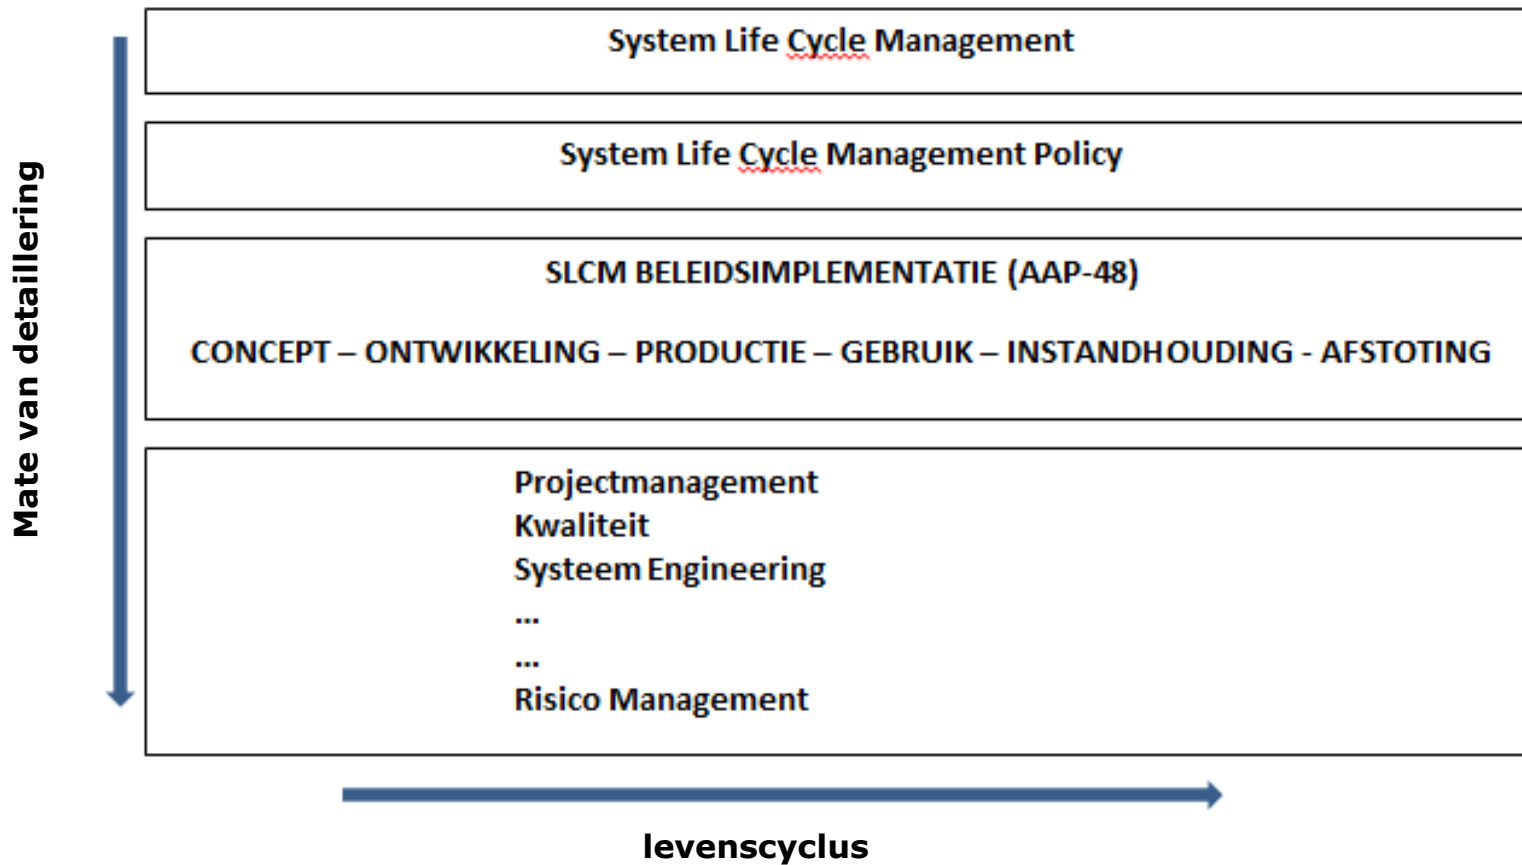 System Life Cycle Management
System Life Cycle Management Policy
Mate van detaillering
SLCM BELEIDSIMPLEMENTATIE (AAP-48)
CONCEPT – ONTWIKKELING – PRODUCTIE – GEBRUIK – INSTANDHOUDING - AFSTOTING
Projectmanagement
Kwaliteit
Systeem Engineering
...
...
Risico Management
levenscyclus